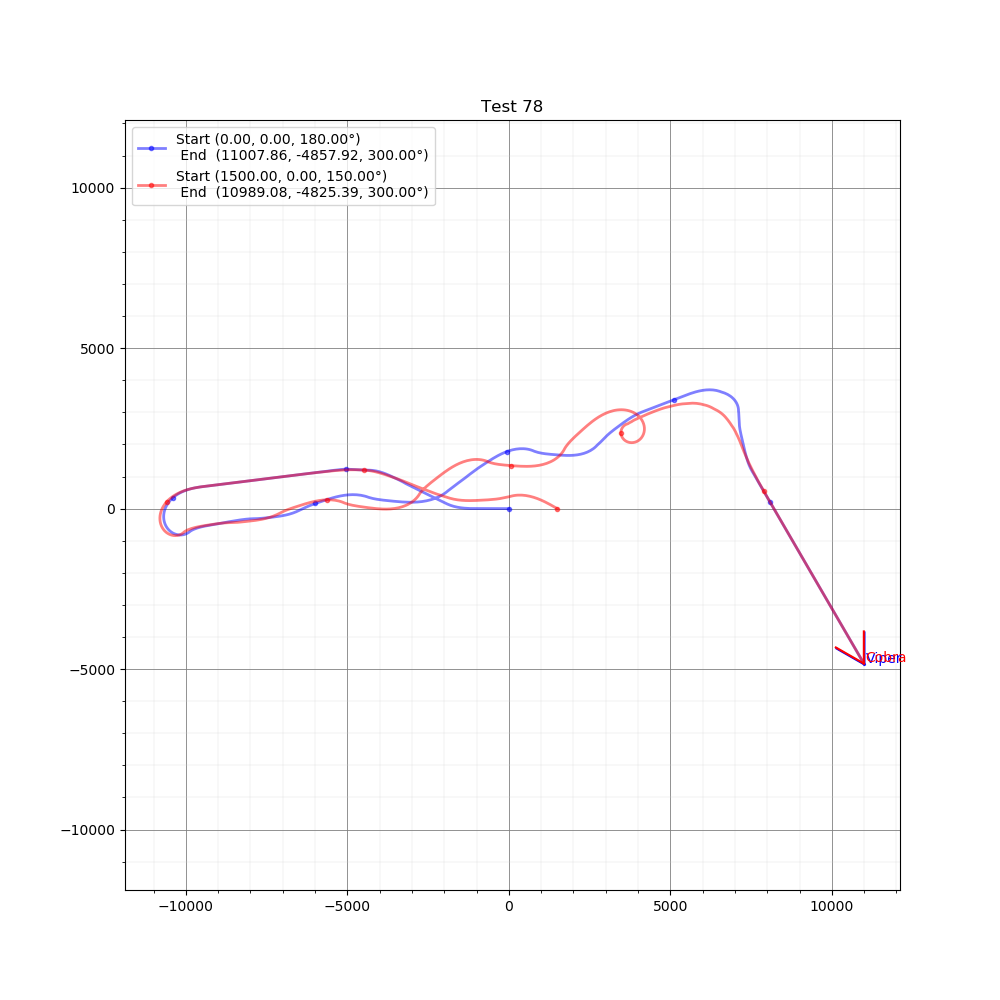 Test 78
Start (0.00, 0.00, 180.00°)
End  (11007.86, -4857.92, 300.00°)
Start (1500.00, 0.00, 150.00°)
End  (10989.08, -4825.39, 300.00°)
10000
5000
0
−5000
−10000
Cobra
Viper
−10000
−5000
0
5000
10000